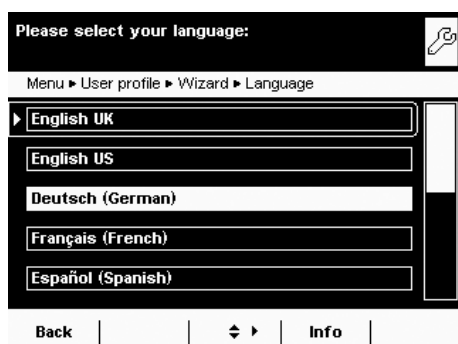 Please select your language:
Menu ▸ User profile ▸ Wizard ▸ Language
English UK
English US
Deutsch (German)
Français (French)
Español (Spanish)
Back Info